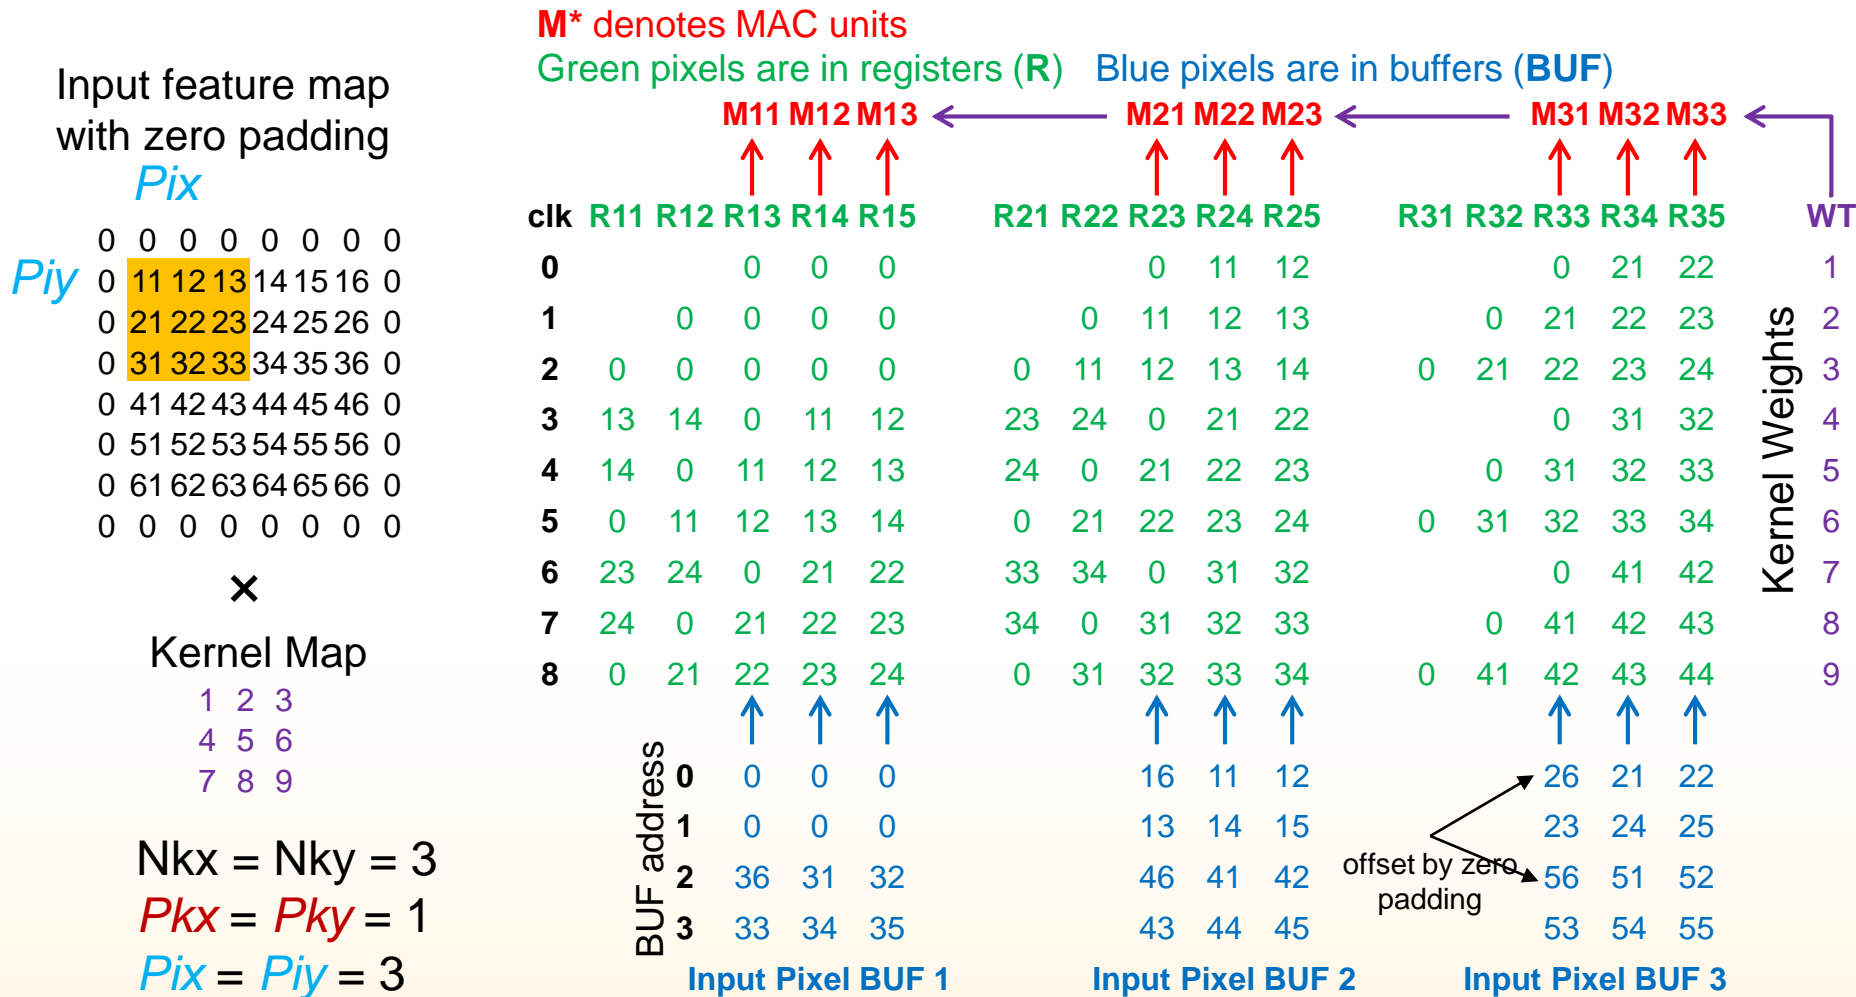 M* denotes MAC units
Green pixels are in registers (R) Blue pixels are in buffers (BUF)
Input feature map
with zero padding
Pix
Piy
0 0 0 0 0 0 0 0
0 11 12 13 14 15 16 0
0 21 22 23 24 25 26 0
0 31 32 33 34 35 36 0
0 41 42 43 44 45 46 0
0 51 52 53 54 55 56 0
0 61 62 63 64 65 66 0
0 0 0 0 0 0 0 0
×
Kernel Map
1 2 3
4 5 6
7 8 9
Nkx = Nky = 3
Pkx = Pky = 1
Pix = Piy = 3
M11 M12 M13 M21 M22 M23 M31 M32 M33
clk R11 R12 R13 R14 R15 R21 R22 R23 R24 R25 R31 R32 R33 R34 R35 WT
0 0 0 0 0 11 12 0 21 22 1
1 0 0 0 0 0 11 12 13 0 21 22 23 2
2 0 0 0 0 0 0 11 12 13 14 0 21 22 23 24 3
3 13 14 0 11 12 23 24 0 21 22 0 31 32 4
4 14 0 11 12 13 24 0 21 22 23 0 31 32 33 5
5 0 11 12 13 14 0 21 22 23 24 0 31 32 33 34 6
6 23 24 0 21 22 33 34 0 31 32 0 41 42 7
7 24 0 21 22 23 34 0 31 32 33 0 41 42 43 8
8 0 21 22 23 24 0 31 32 33 34 0 41 42 43 44 9
Kernel Weights
BUF address
0 0 0 0 16 11 12 26 21 22
1 0 0 0 13 14 15 23 24 25
2 36 31 32 46 41 42 56 51 52
3 33 34 35 43 44 45 53 54 55
offset by zero
padding
Input Pixel BUF 1 Input Pixel BUF 2 Input Pixel BUF 3